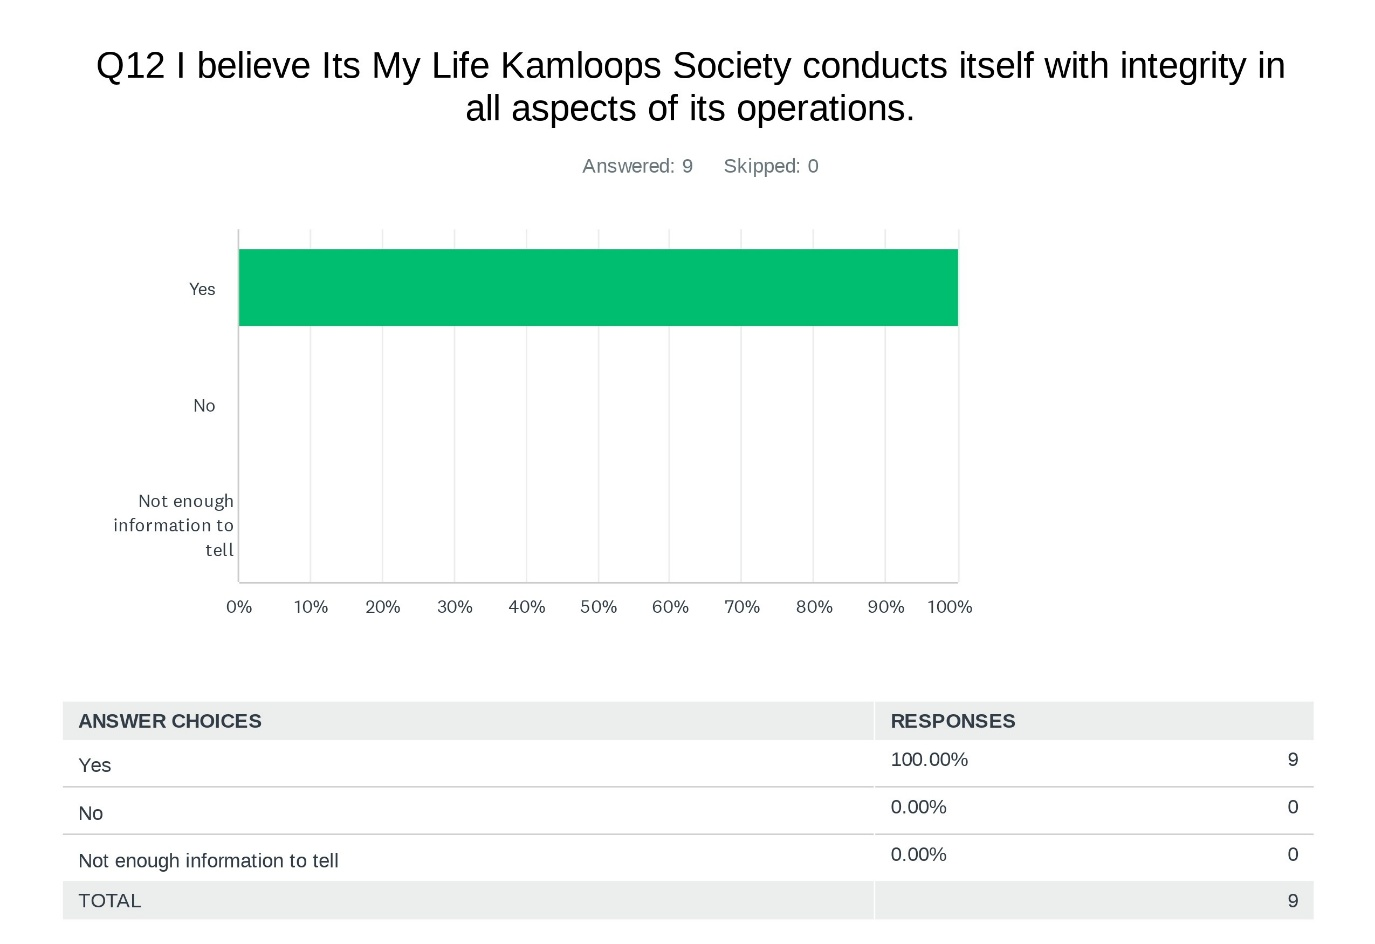 Q12 I believe Its My Life Kamloops Society conducts itself with integrity in
all aspects of its operations.
Answered: 9 Skipped: 0
Yes
No
Not enough
information to
tell
0% 10% 20% 30% 40% 50% 60% 70% 80% 90% 100%
ANSWER CHOICES RESPONSES
Yes 100.00% 9
No 0.00% 0
Not enough information to tell 0.00% 0
TOTAL 9